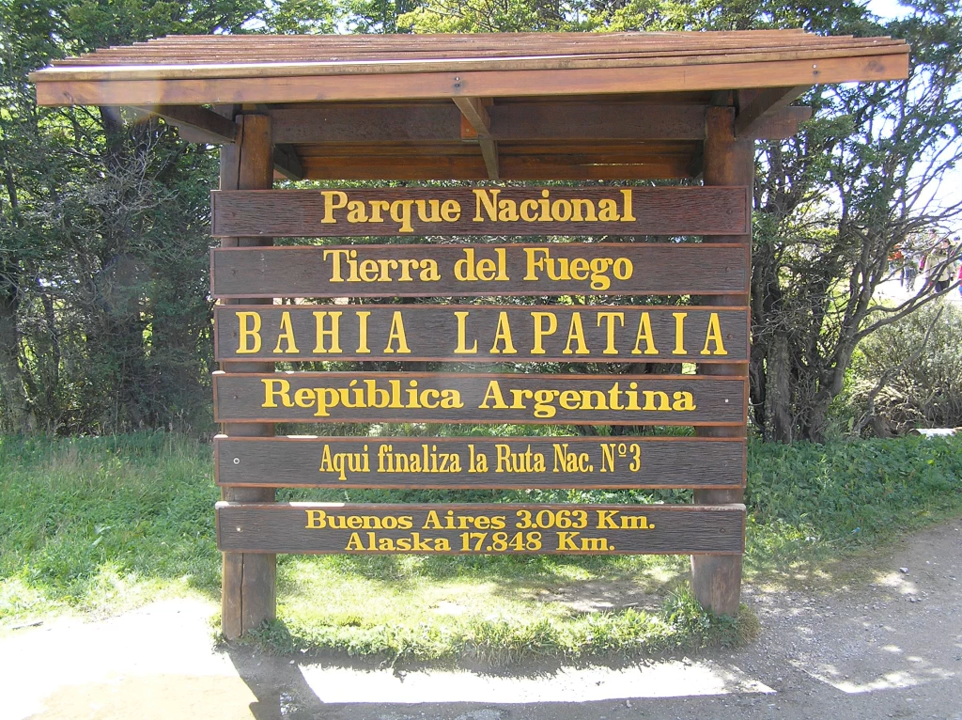 Parque Nacional
Tierra del Fuego
BAHIA LAPATAIA
República Argentina
Aqui finaliza la Ruta Nac. Nº3
Buenos Aires 3.063 Km.
Alaska 17.848 Km.